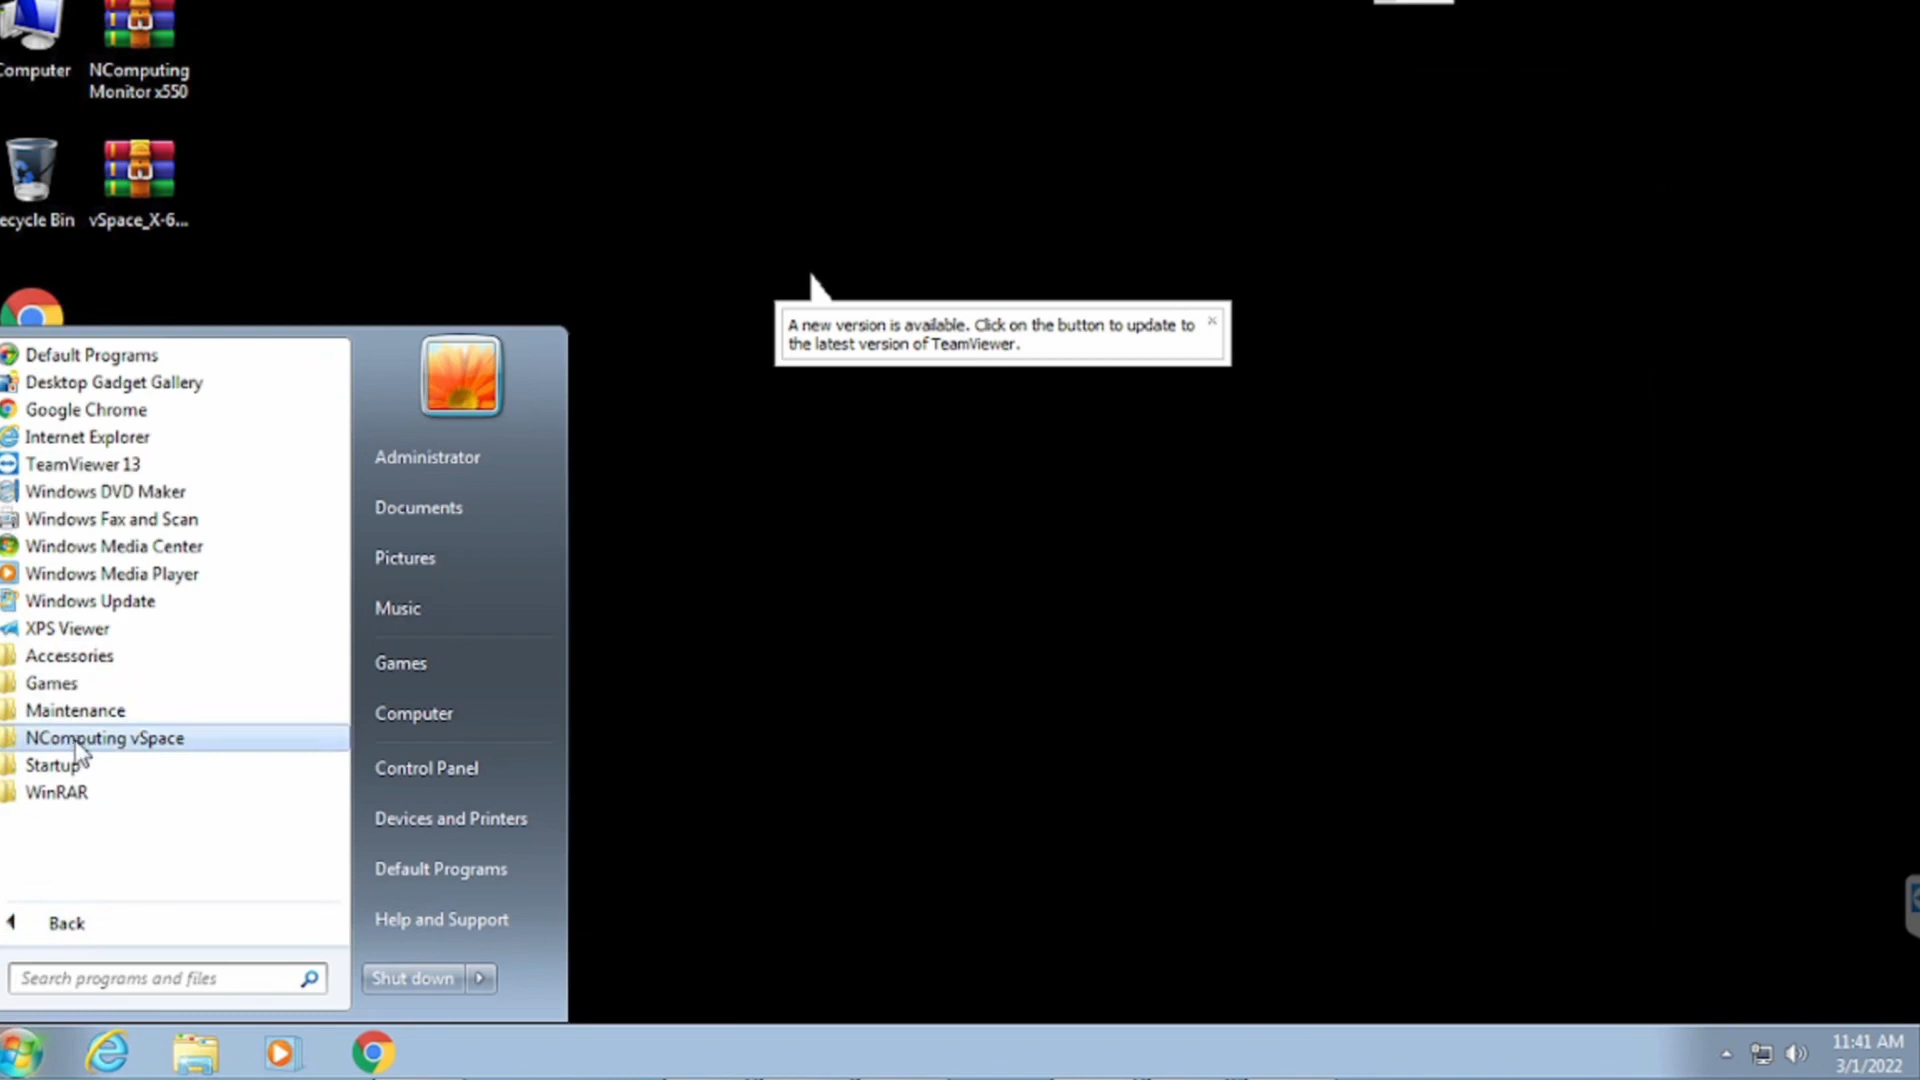 Computer
NComputing
Monitor x550
ecycle Bin
vSpace_X-6...
A new version is available. Click on the button to update to
the latest version of TeamViewer.
Default Programs
Desktop Gadget Gallery
Google Chrome
Internet Explorer
TeamViewer 13
Windows DVD Maker
Windows Fax and Scan
Windows Media Center
Windows Media Player
Windows Update
XPS Viewer
Accessories
Games
Maintenance
NComputing vSpace
Startup
WinRAR
Back
Search programs and files
Administrator
Documents
Pictures
Music
Games
Computer
Control Panel
Devices and Printers
Default Programs
Help and Support
Shut down
11:41 AM
3/1/2022